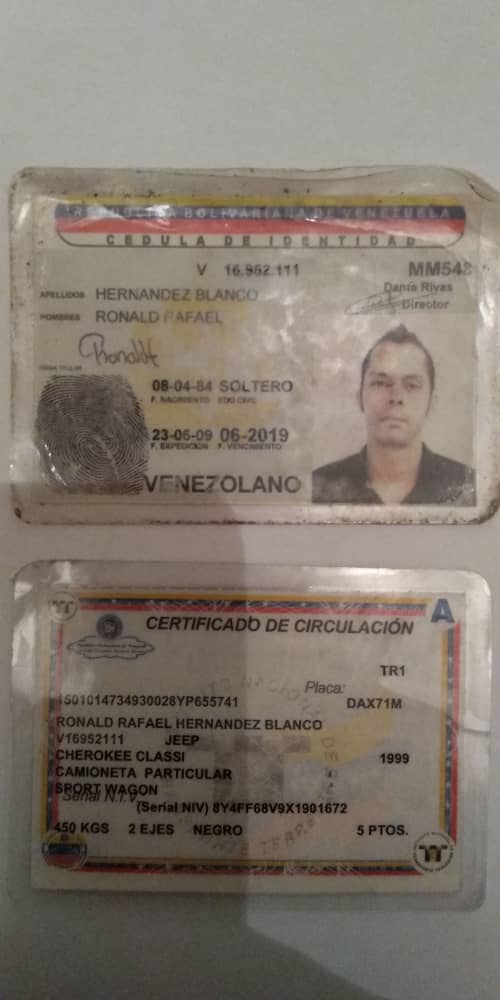 REPUBLICA BOLIVARIANA DE VENEZUELA
CEDULA DE IDENTIDAD
V 16.952.111 MM548
APELLIDOS HERNANDEZ BLANCO Danie Rivas
Director
NOMBRES RONALD RAFAEL
RonaldH
FIRMA TITULAR
08-04-84 SOLTERO
F. NACIMIENTO EDO CIVIL
23-06-09 06-2019
F. EXPEDICION F. VENCIMIENTO
VENEZOLANO
A
CERTIFICADO DE CIRCULACIÓN
TR1
Placa:
1501014734930028YP655741 DAX71M
RONALD RAFAEL HERNANDEZ BLANCO
V16952111 JEEP
CHEROKEE CLASSI 1999
CAMIONETA PARTICULAR
SPORT WAGON
Serial N.I.V.
(Serial NIV) 8Y4FF68V9X1901672
450 KGS 2 EJES NEGRO 5 PTOS.